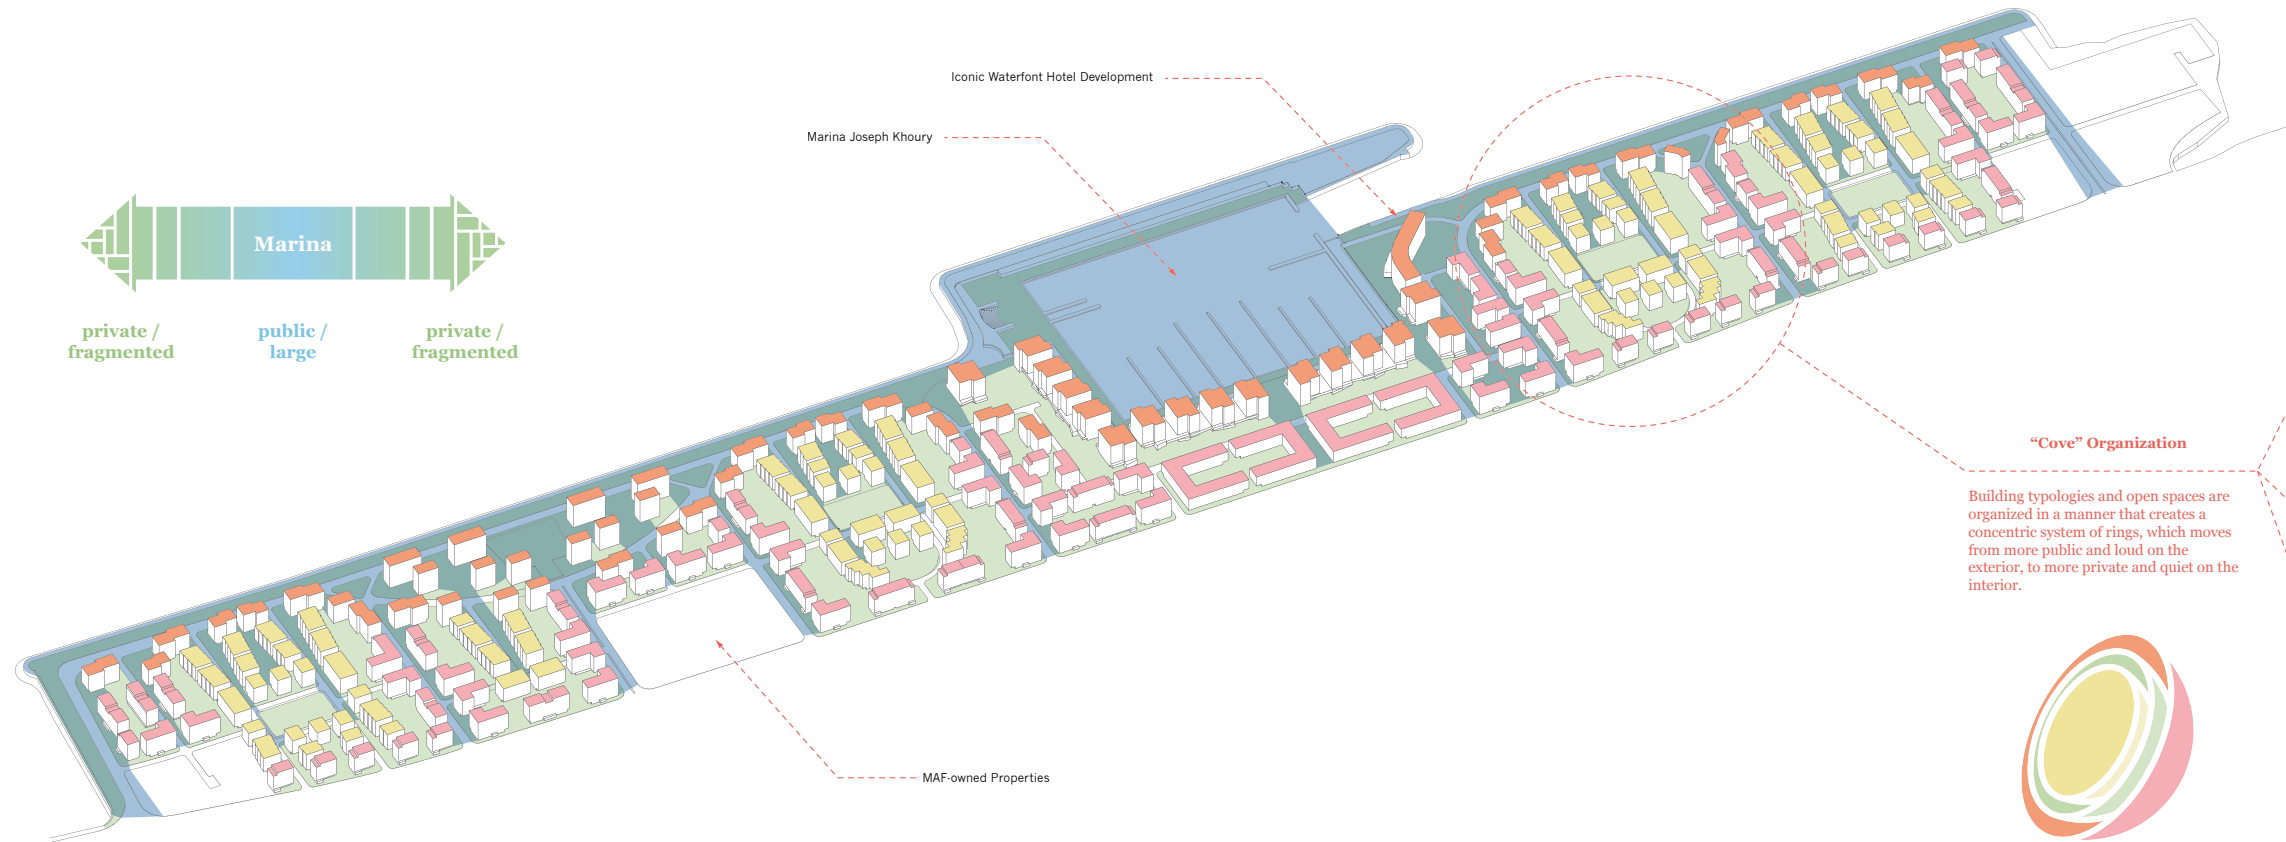 Iconic Waterfont Hotel Development
Marina Joseph Khoury
Marina
private /
fragmented
public /
large
private /
fragmented
“Cove” Organization
Building typologies and open spaces are
organized in a manner that creates a
concentric system of rings, which moves
from more public and loud on the
exterior, to more private and quiet on the
interior.
MAF-owned Properties